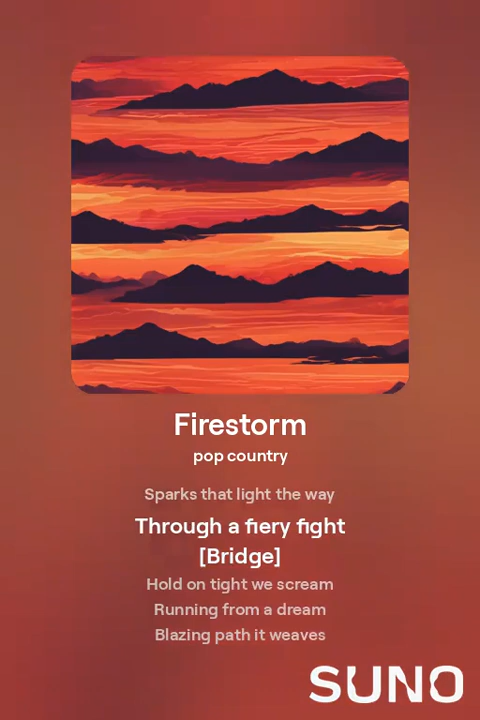 Firestorm
pop country
Sparks that light the way
Through a fiery fight
[Bridge]
Hold on tight we scream
Running from a dream
Blazing path it weaves
SUNO